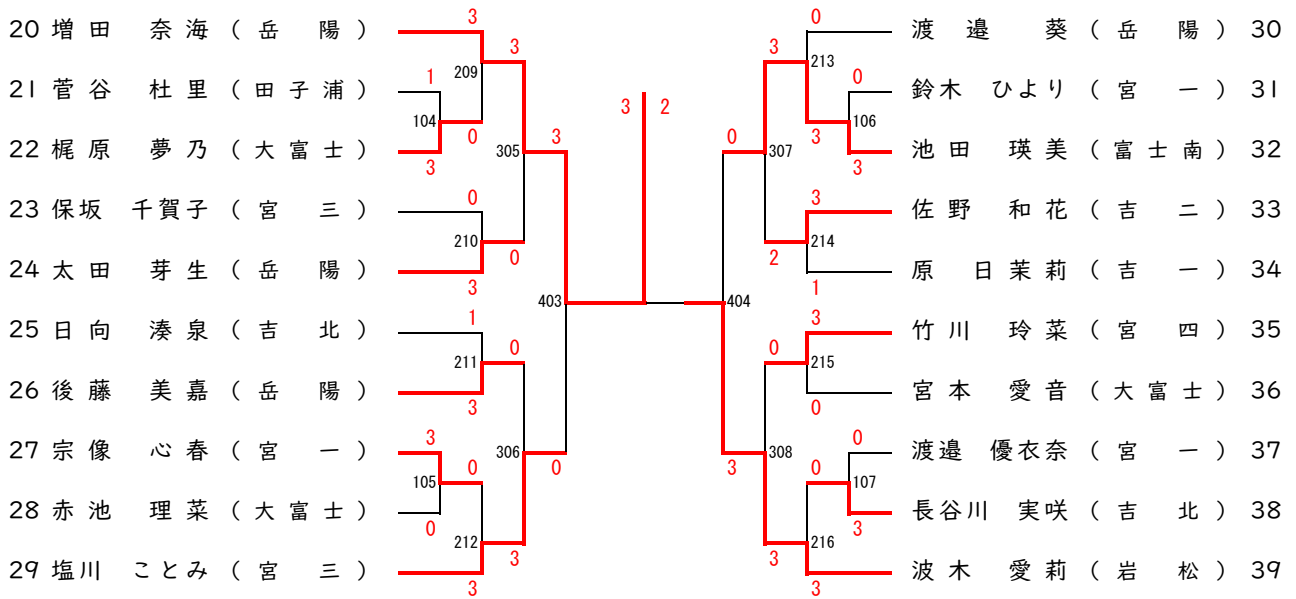 20 増田 奈海 ( 岳 陽 ) 3 0 渡邉 葵 ( 岳 陽 ) 30
3 3
209 213
21 菅谷 杜里 ( 田子浦 ) 1 0 鈴木 ひより ( 宮 一 ) 31
3 2
104 106
0 3 0 3
22 梶原 夢乃 ( 大富士 ) 305 307 池田 瑛美 ( 富士南 ) 32
3 3
23 保坂 千賀子 ( 宮 三 ) 0 3 佐野 和花 ( 吉 二 ) 33
210 214
0 2
24 太田 芽生 ( 岳 陽 ) 原 日茉莉 ( 吉 一 ) 34
3 1
403 404
25 日向 湊泉 ( 吉 北 ) 1 3 竹川 玲菜 ( 宮 四 ) 35
0 0
211 215
26 後藤 美嘉 ( 岳 陽 ) 宮本 愛音 ( 大富士 ) 36
3 0
27 宗像 心春 ( 宮 一 ) 3 0 渡邉 優衣奈 ( 宮 一 ) 37
306 308
0 0 3 0
105 107
28 赤池 理菜 ( 大富士 ) 長谷川 実咲 ( 吉 北 ) 38
0 3
212 216
3 3
29 塩川 ことみ ( 宮 三 ) 波木 愛莉 ( 岩 松 ) 39
3 3